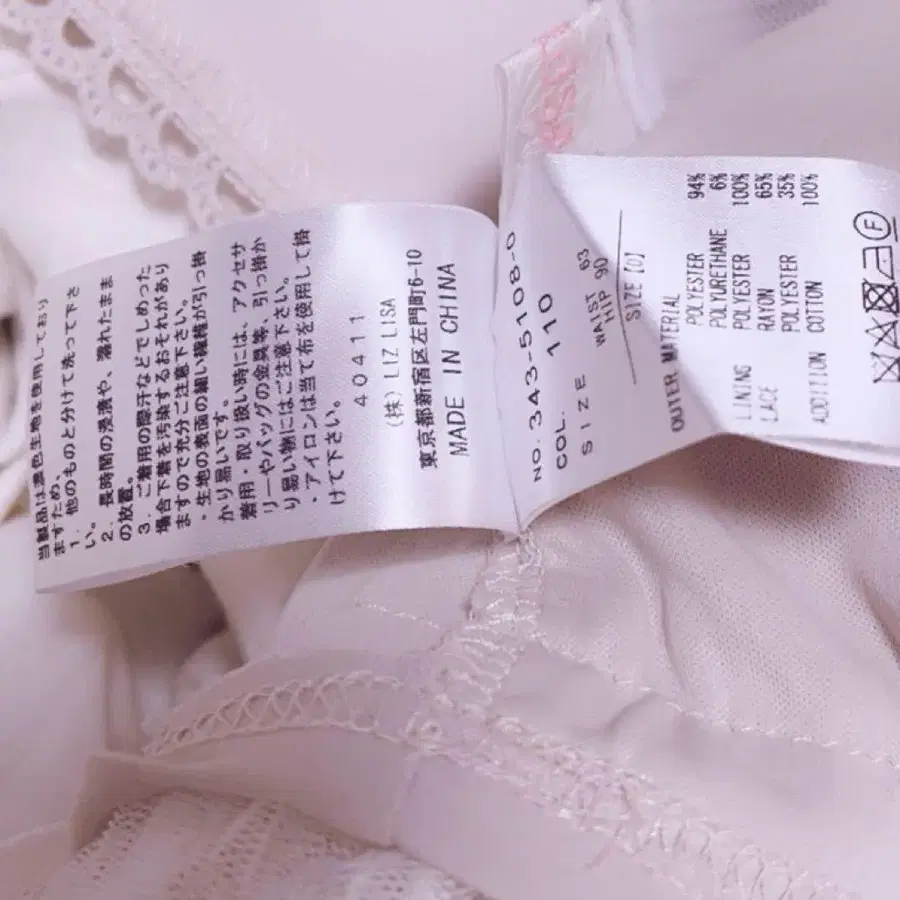 当製品は濃色生地を使用しており
ますため、
1. 他のものと分けて洗って下さ
い。
2. 長時間の浸漬や、濡れたまま
の放置。
3. ご着用の際汗などでしめった
場合下着を汚染するおそれがあり
ますので充分ご注意下さい。
・生地の表面の細い繊維が引っ掛
かり易いです。
着用・取り扱い時には、アクセサ
リーやバッグの金具等、引っ掛か
り易い物にはご注意下さい。
・アイロンは当て布を使用して掛
けて下さい。
40411
(株) LIZ LISA
東京都新宿区左門町6-10
MADE IN CHINA
NO. 343-5108-0
COL. 110
SIZE
WAIST 63
HIP 90
SIZE [0]
OUTER MATERIAL
POLYESTER 94%
POLYURETHANE 6%
LINING POLYESTER 100%
LACE RAYON 65%
POLYESTER 35%
ADDITION COTTON 100%
F